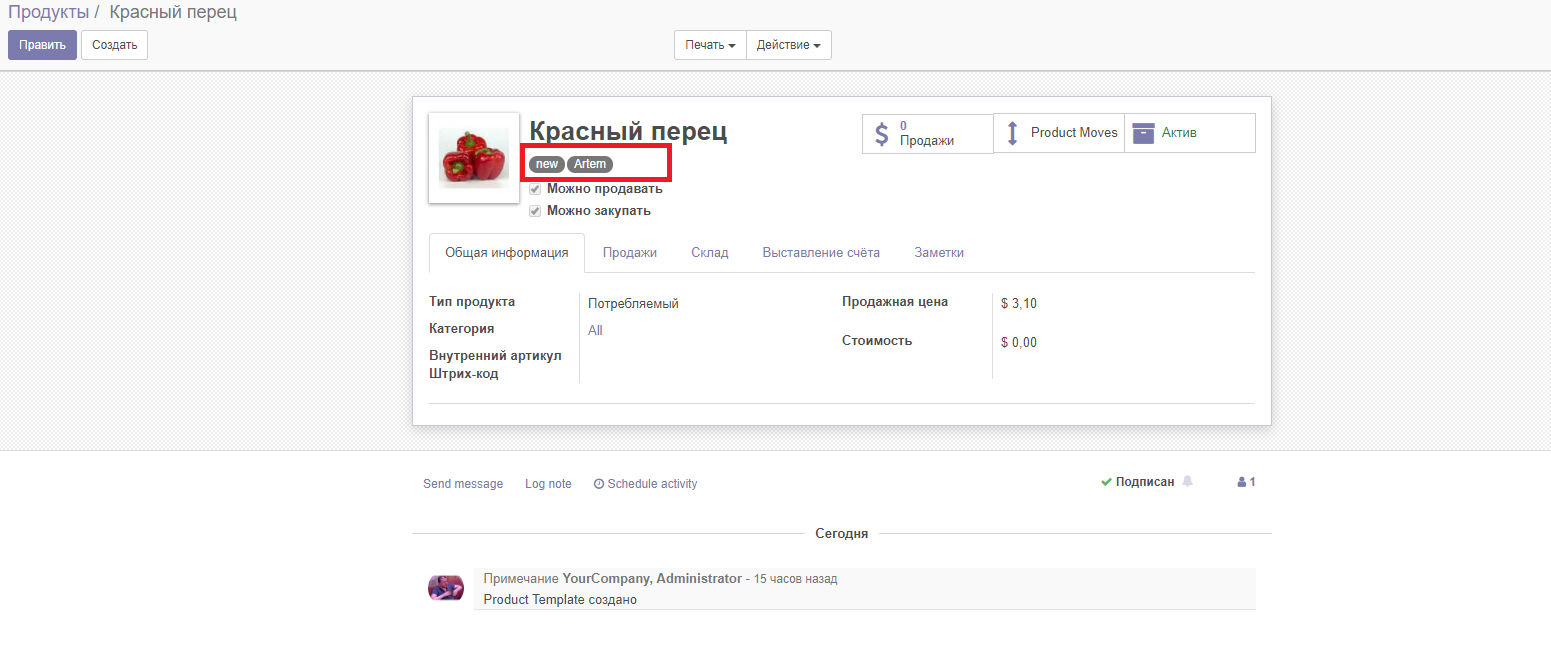 Продукты / Красный перец
Править Создать Печать Действие
Красный перец
0
Продажи
Product Moves
Актив
new Artem
Можно продавать
Можно закупать
Общая информация Продажи Склад Выставление счёта Заметки
Тип продукта Потребляемый
Категория All
Внутренний артикул
Штрих-код
Продажная цена $ 3,10
Стоимость $ 0,00
Send message Log note Schedule activity Подписан 1
Сегодня
Примечание YourCompany, Administrator - 15 часов назад
Product Template создано